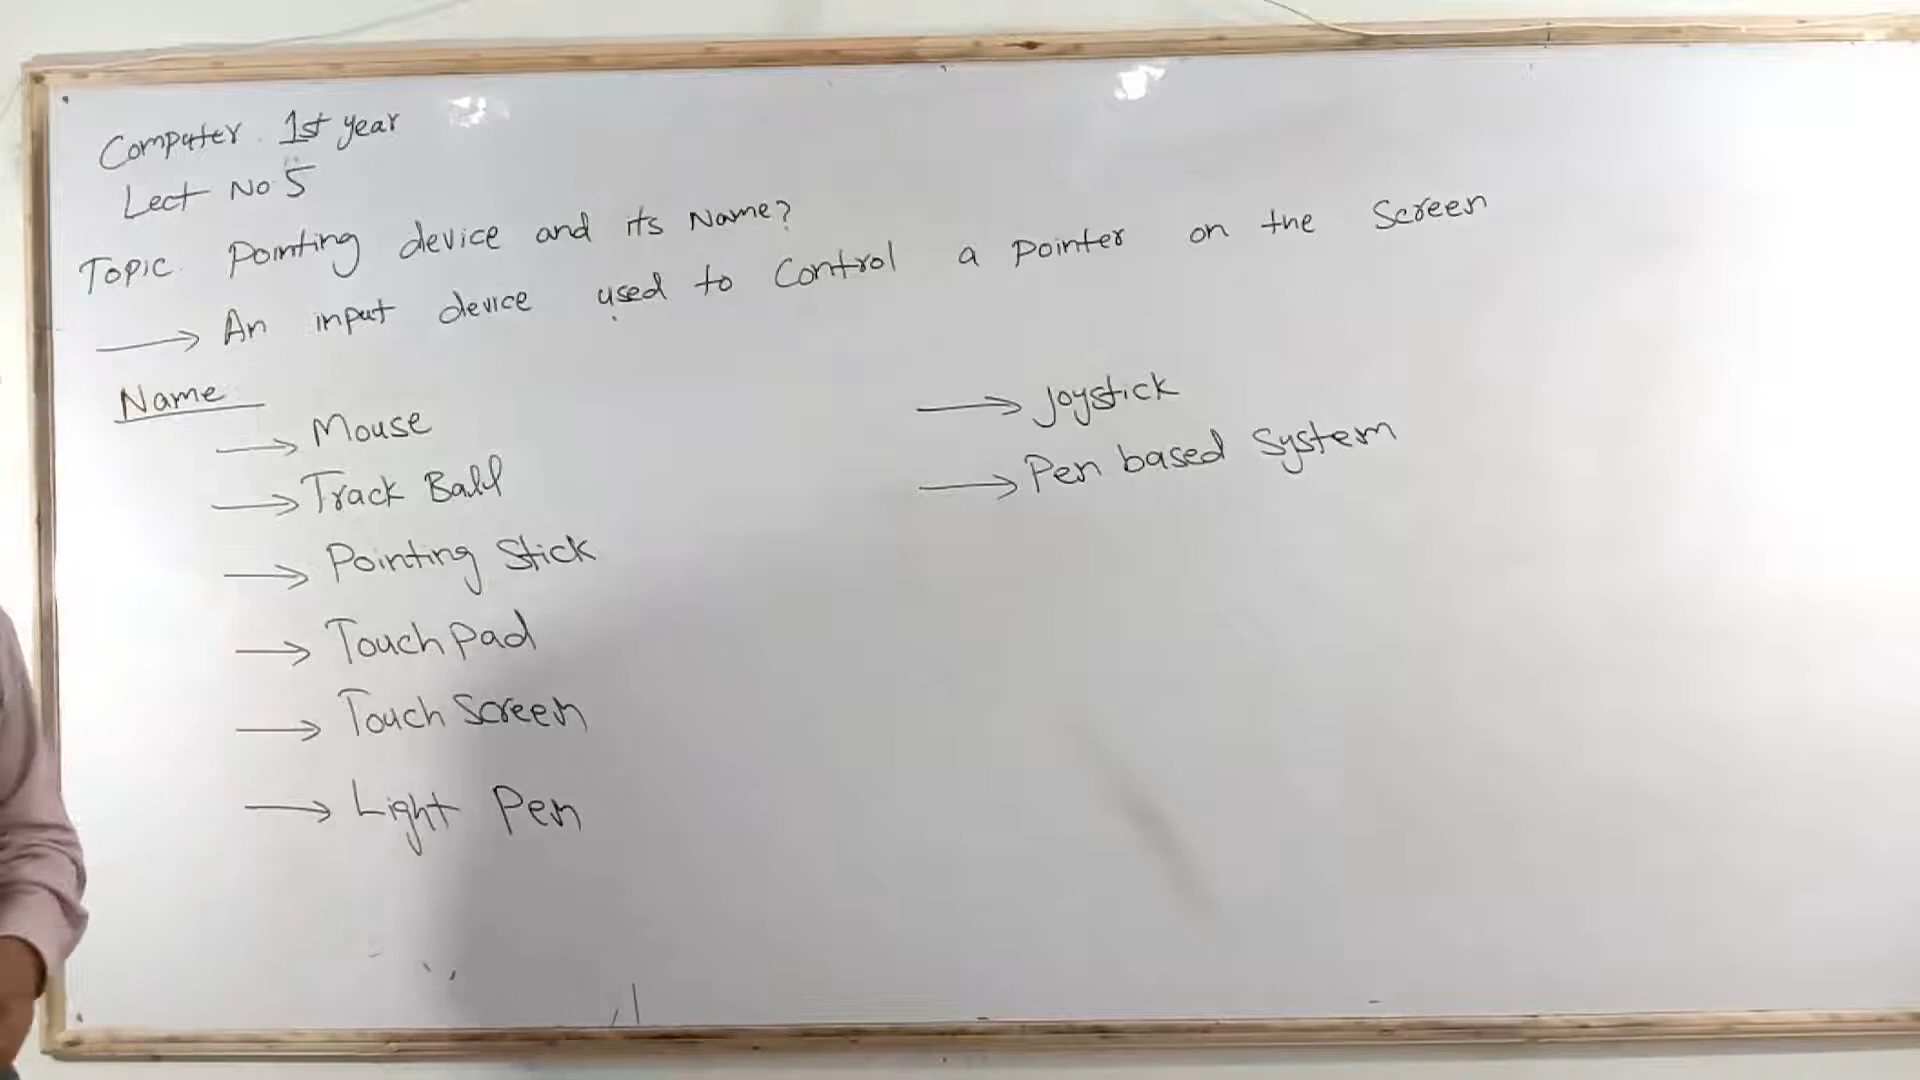 Computer 1st year
Lect No 5
Topic Pointing device and its Name?
→ An input device used to Control a pointer on the Screen
Name
→ Mouse
→ Track Ball
→ Pointing Stick
→ Touch pad
→ Touch Screen
→ Light Pen
→ Joystick
→ Pen based System